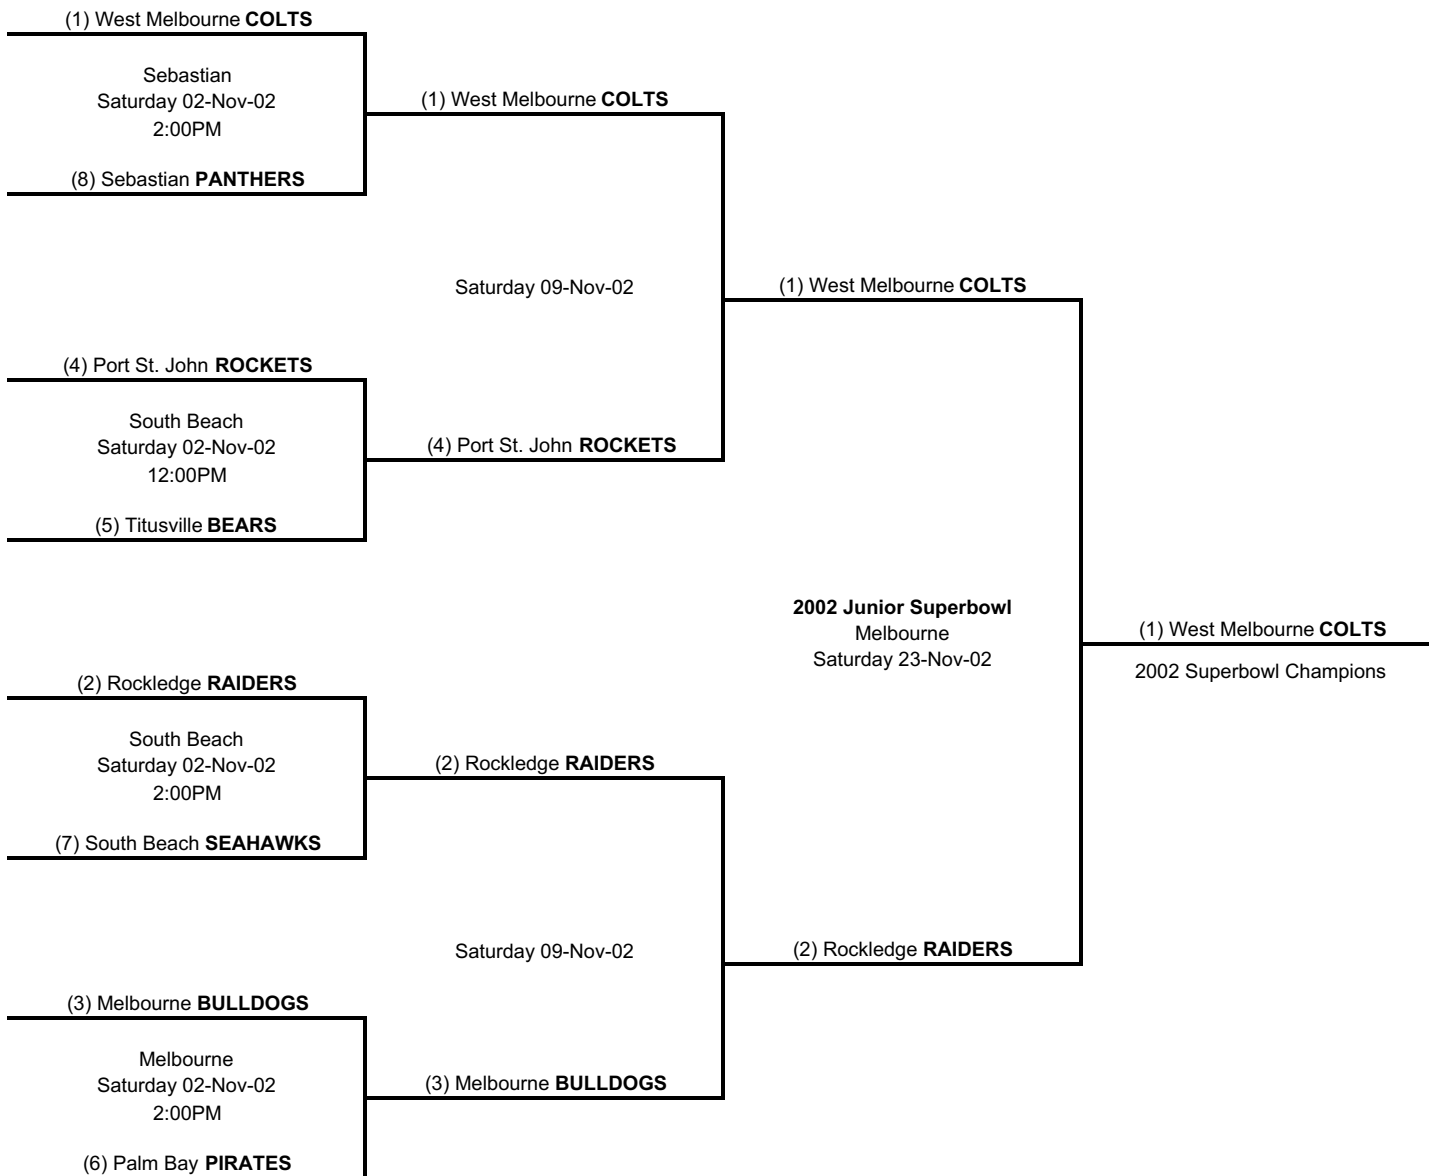 (1) West Melbourne COLTS
Sebastian
Saturday 02-Nov-02
2:00PM
(8) Sebastian PANTHERS
(1) West Melbourne COLTS
Saturday 09-Nov-02
(4) Port St. John ROCKETS
South Beach
Saturday 02-Nov-02
12:00PM
(5) Titusville BEARS
(4) Port St. John ROCKETS
(1) West Melbourne COLTS
2002 Junior Superbowl
Melbourne
Saturday 23-Nov-02
(1) West Melbourne COLTS
2002 Superbowl Champions
(2) Rockledge RAIDERS
South Beach
Saturday 02-Nov-02
2:00PM
(7) South Beach SEAHAWKS
(2) Rockledge RAIDERS
Saturday 09-Nov-02
(2) Rockledge RAIDERS
(3) Melbourne BULLDOGS
Melbourne
Saturday 02-Nov-02
2:00PM
(6) Palm Bay PIRATES
(3) Melbourne BULLDOGS